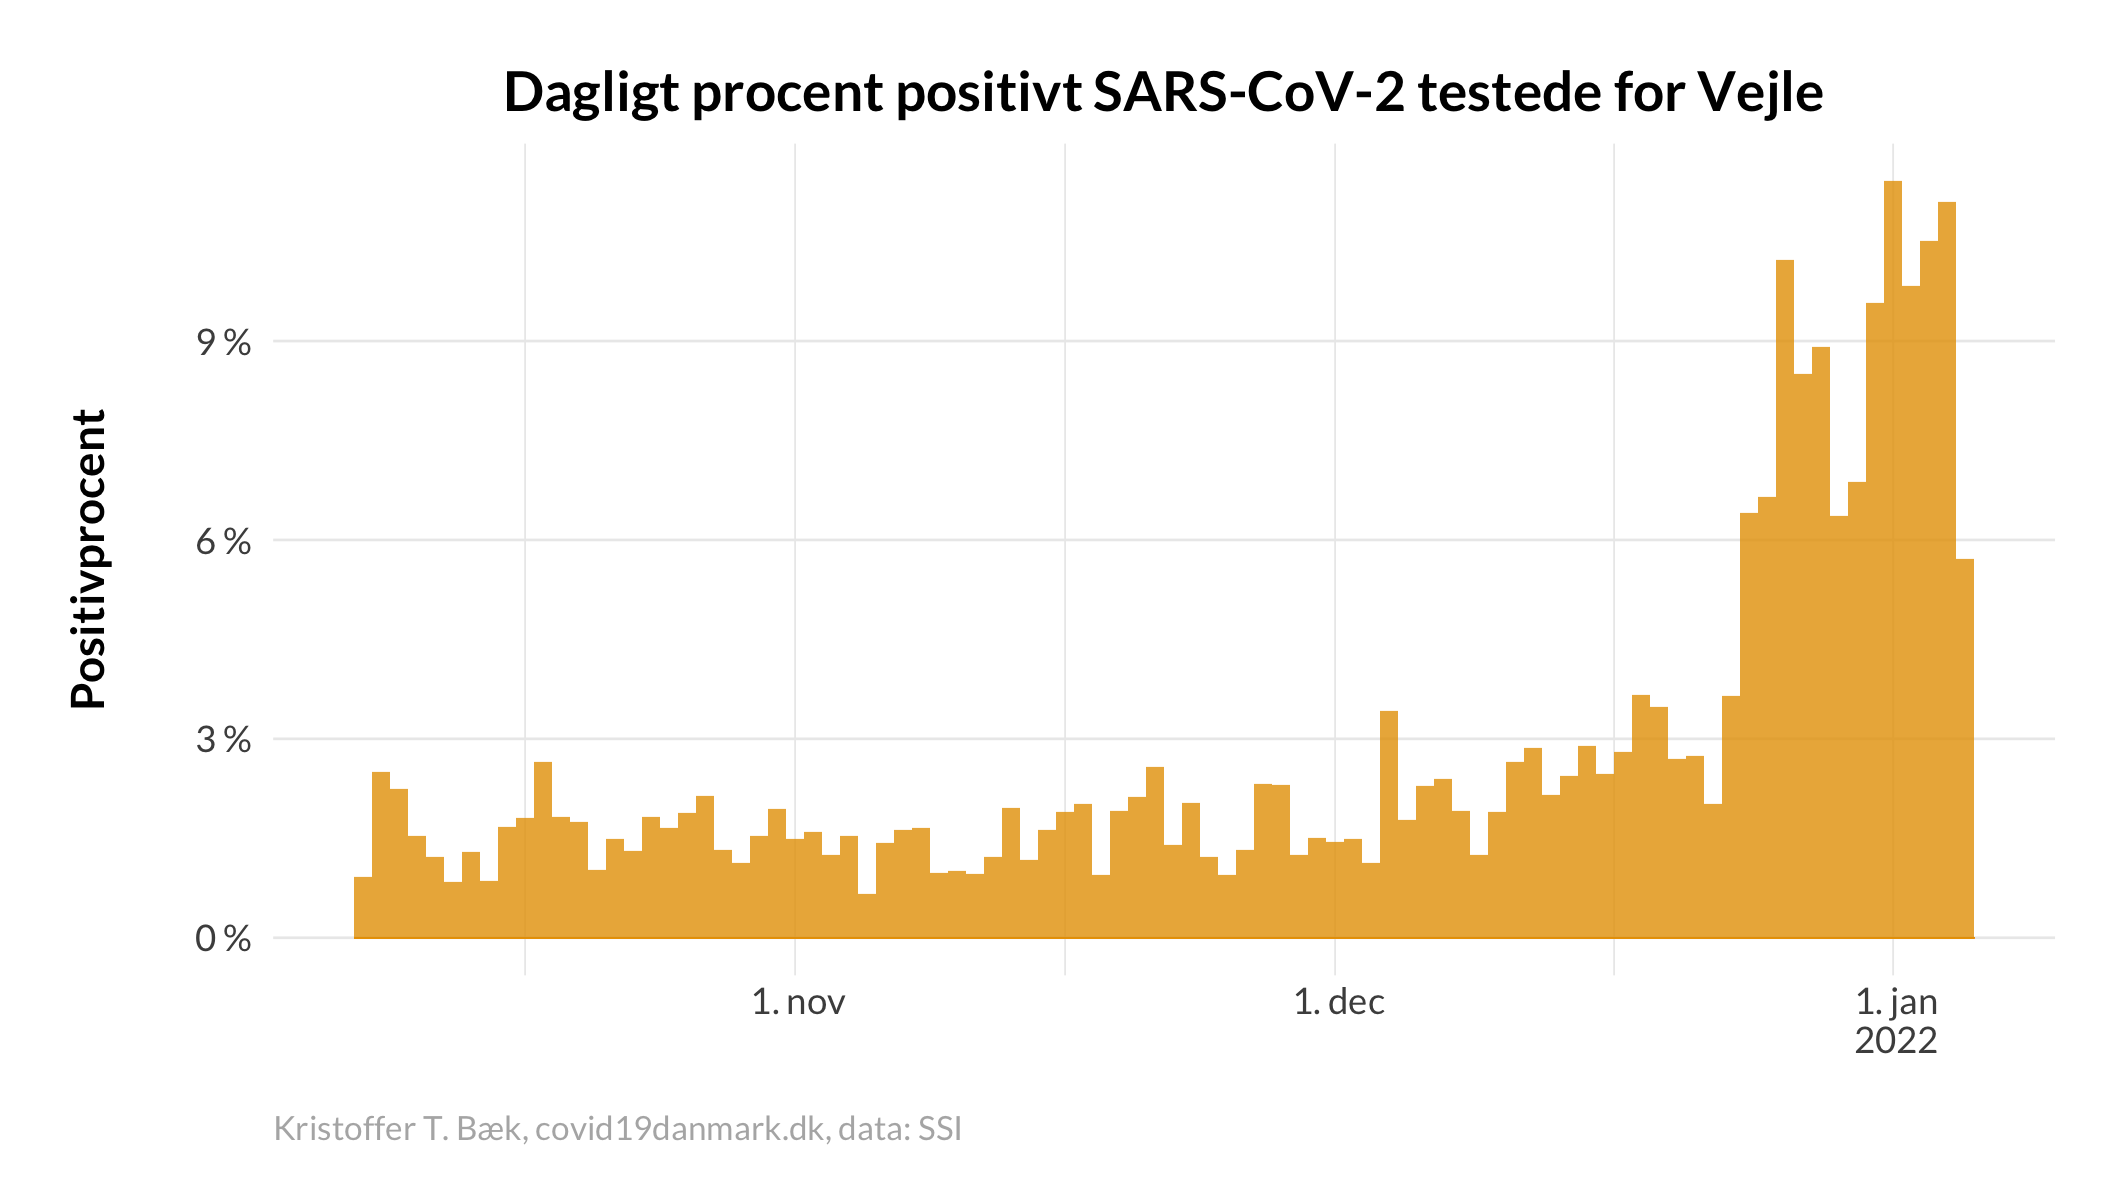 Dagligt procent positivt SARS-CoV-2 testede for Vejle
Positivprocent
9 %
6 %
3 %
0 %
1. nov
1. dec
1. jan
2022
Kristoffer T. Bæk, covid19danmark.dk, data: SSI